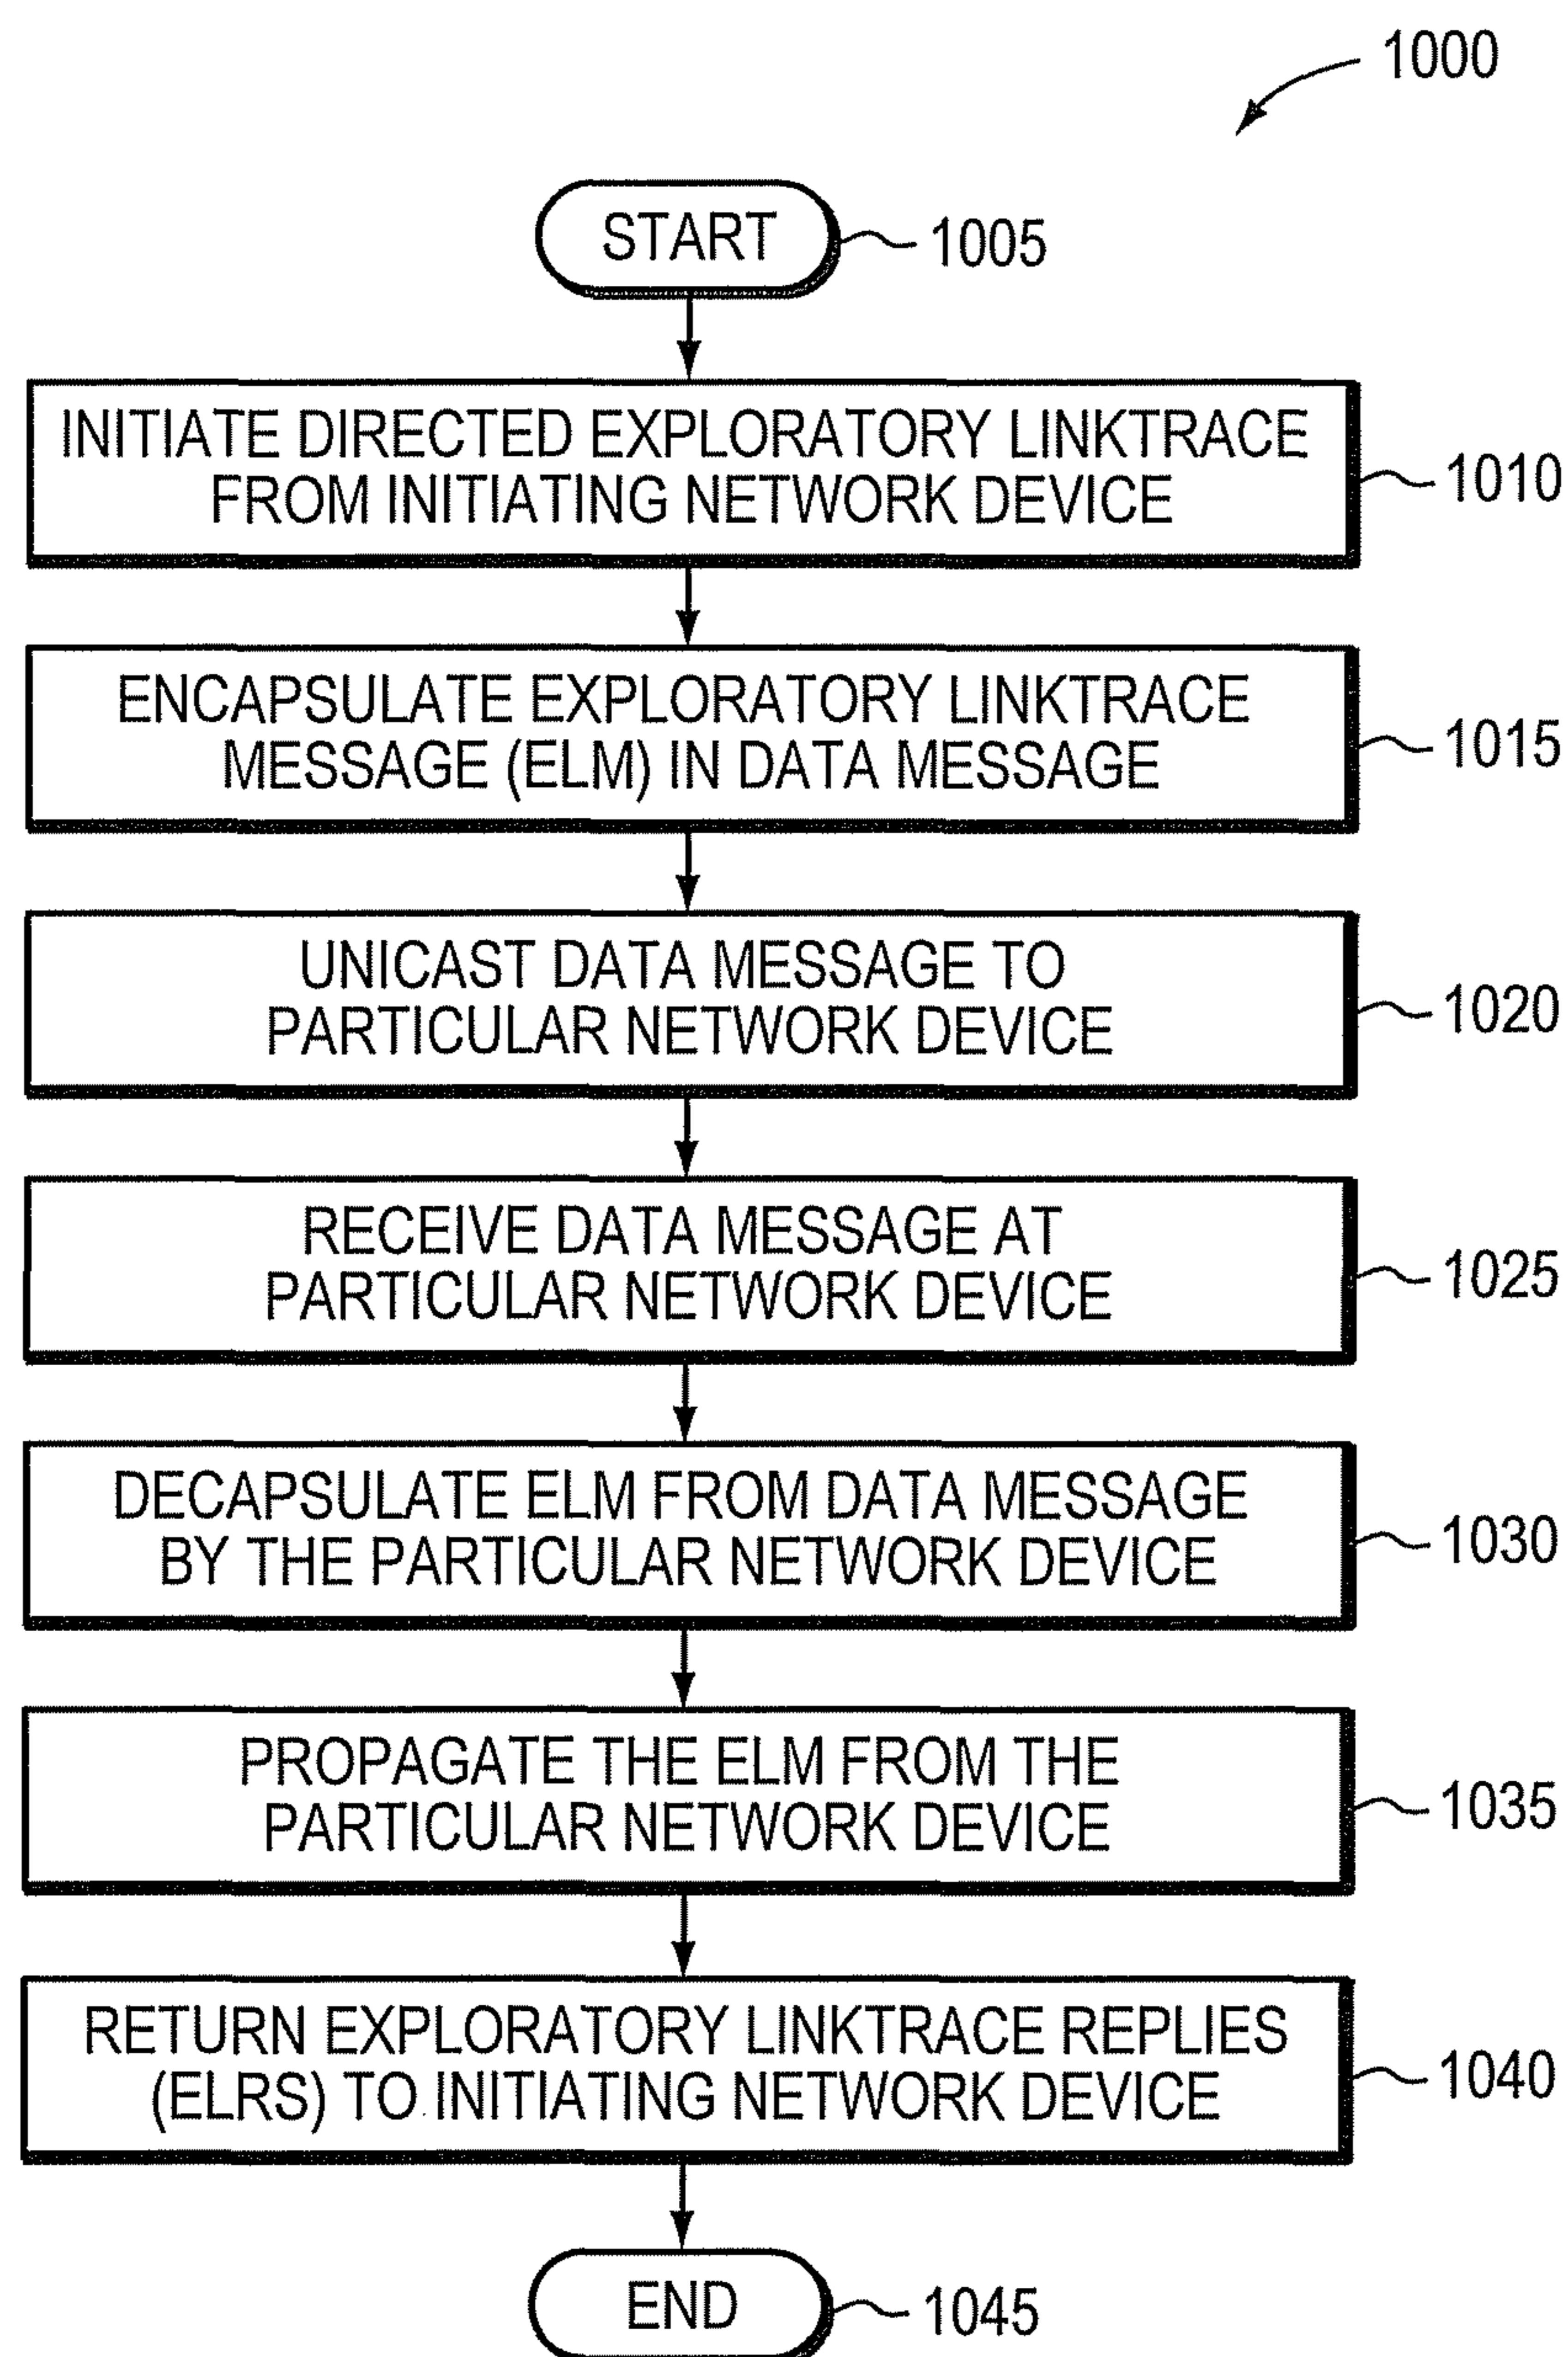 1000
START
1005
INITIATE DIRECTED EXPLORATORY LINKTRACE
FROM INITIATING NETWORK DEVICE
1010
ENCAPSULATE EXPLORATORY LINKTRACE
MESSAGE (ELM) IN DATA MESSAGE
1015
UNICAST DATA MESSAGE TO
PARTICULAR NETWORK DEVICE
1020
RECEIVE DATA MESSAGE AT
PARTICULAR NETWORK DEVICE
1025
DECAPSULATE ELM FROM DATA MESSAGE
BY THE PARTICULAR NETWORK DEVICE
1030
PROPAGATE THE ELM FROM THE
PARTICULAR NETWORK DEVICE
1035
RETURN EXPLORATORY LINKTRACE REPLIES
(ELRS) TO INITIATING NETWORK DEVICE
1040
END
1045